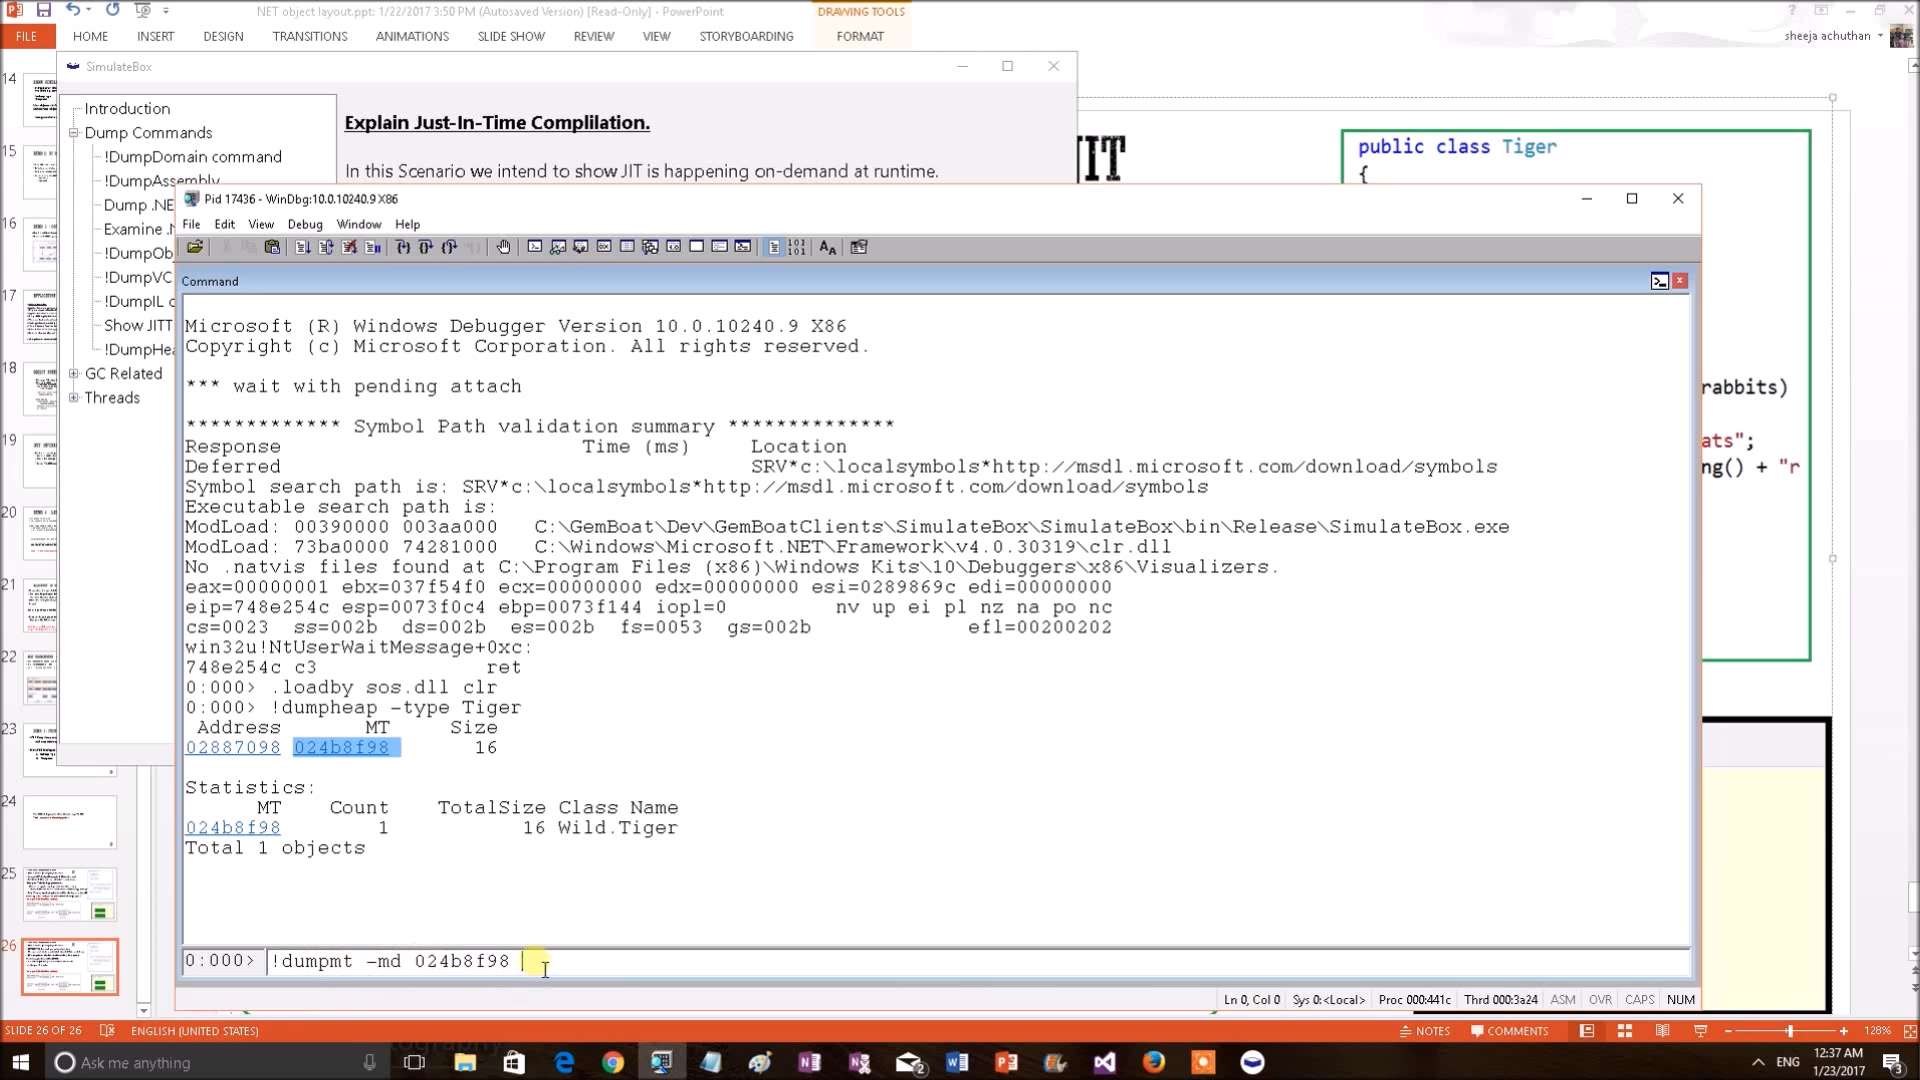 NET object layout.ppt: 1/22/2017 3:50 PM (Autosaved Version) [Read-Only] - PowerPoint
DRAWING TOOLS
FILE HOME INSERT DESIGN TRANSITIONS ANIMATIONS SLIDE SHOW REVIEW VIEW STORYBOARDING FORMAT
sheeja achuthan
SimulateBox
Introduction
Dump Commands
!DumpDomain command
!DumpAssembly
Dump .NE
Examine .N
!DumpOb
!DumpVC
!DumpIL c
Show JITT
!DumpHea
GC Related
Threads
Explain Just-In-Time Complilation.
In this Scenario we intend to show JIT is happening on-demand at runtime.
JIT
public class Tiger
{
rabbits)
ats";
ng() + "r
Pid 17436 - WinDbg:10.0.10240.9 X86
File Edit View Debug Window Help
Command
Microsoft (R) Windows Debugger Version 10.0.10240.9 X86
Copyright (c) Microsoft Corporation. All rights reserved.
*** wait with pending attach
************* Symbol Path validation summary **************
Response Time (ms) Location
Deferred SRV*c:\localsymbols*http://msdl.microsoft.com/download/symbols
Symbol search path is: SRV*c:\localsymbols*http://msdl.microsoft.com/download/symbols
Executable search path is:
ModLoad: 00390000 003aa000 C:\GemBoat\Dev\GemBoatClients\SimulateBox\SimulateBox\bin\Release\SimulateBox.exe
ModLoad: 73ba0000 74281000 C:\Windows\Microsoft.NET\Framework\v4.0.30319\clr.dll
No .natvis files found at C:\Program Files (x86)\Windows Kits\10\Debuggers\x86\Visualizers.
eax=00000001 ebx=037f54f0 ecx=00000000 edx=00000000 esi=0289869c edi=00000000
eip=748e254c esp=0073f0c4 ebp=0073f144 iopl=0 nv up ei pl nz na po nc
cs=0023 ss=002b ds=002b es=002b fs=0053 gs=002b efl=00200202
win32u!NtUserWaitMessage+0xc:
748e254c c3 ret
0:000> .loadby sos.dll clr
0:000> !dumpheap -type Tiger
Address MT Size
02887098 024b8f98 16
Statistics:
MT Count TotalSize Class Name
024b8f98 1 16 Wild.Tiger
Total 1 objects
0:000> !dumpmt -md 024b8f98
Ln 0, Col 0 Sys 0:<Local> Proc 000:441c Thrd 000:3a24 ASM OVR CAPS NUM
14
15
16
17
18
19
20
21
22
23
24
25
26
SLIDE 26 OF 26 ENGLISH (UNITED STATES) NOTES COMMENTS 128%
Ask me anything
ENG
12:37 AM
1/23/2017